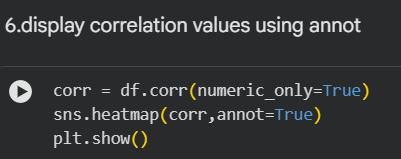 6.display correlation values using annot
corr = df.corr(numeric_only=True)
sns.heatmap(corr,annot=True)
plt.show()